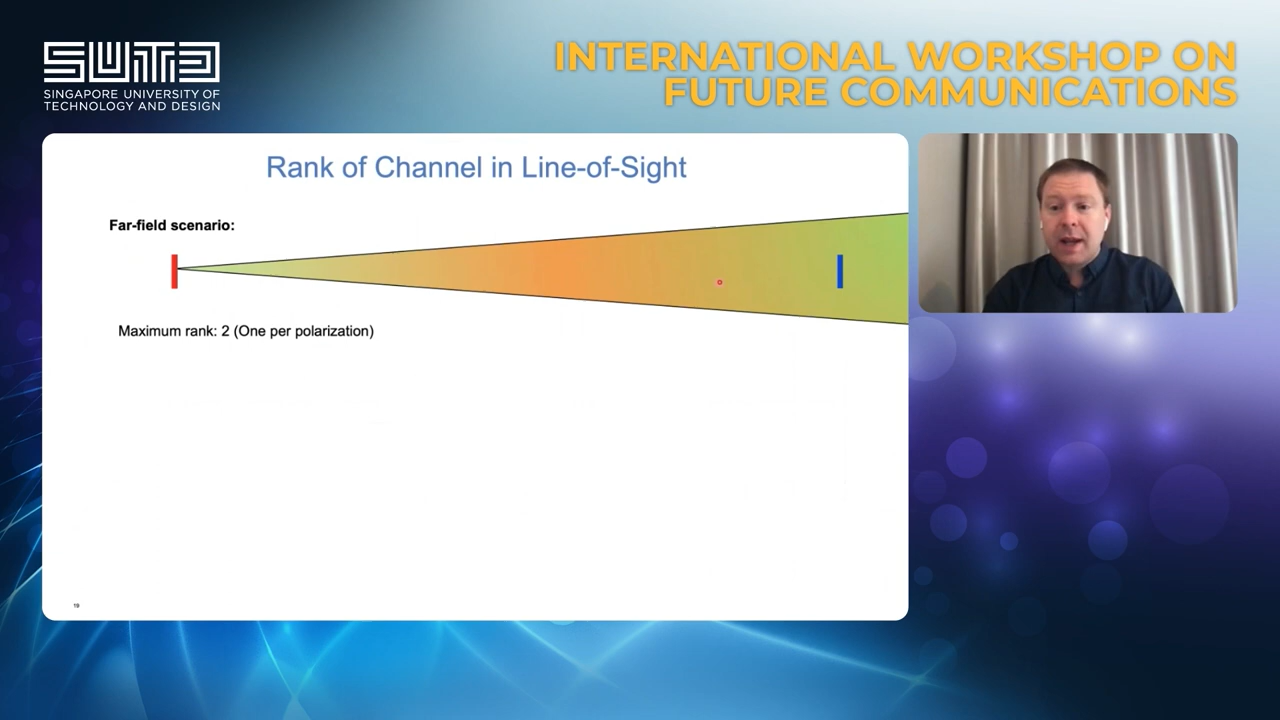 SUTD
SINGAPORE UNIVERSITY OF
TECHNOLOGY AND DESIGN
INTERNATIONAL WORKSHOP ON
FUTURE COMMUNICATIONS
Rank of Channel in Line-of-Sight
Far-field scenario:
Maximum rank: 2 (One per polarization)
19